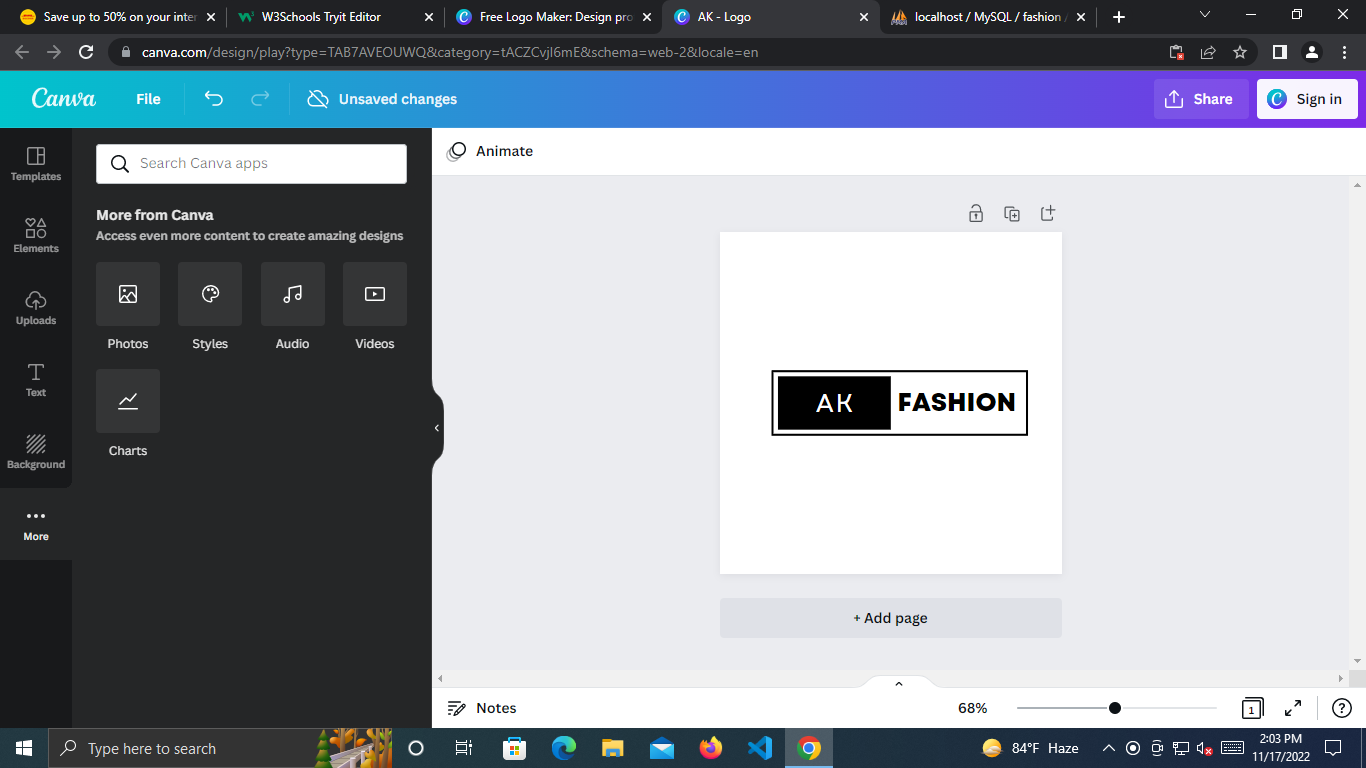 Save up to 50% on your inter
W3Schools Tryit Editor
Free Logo Maker: Design pro
AK - Logo
localhost / MySQL / fashion /
canva.com/design/play?type=TAB7AVEOUWQ&category=tACZCvjI6mE&schema=web-2&locale=en
Canva
File
Unsaved changes
Share
Sign in
Templates
Elements
Uploads
Text
Background
More
Search Canva apps
More from Canva
Access even more content to create amazing designs
Photos
Styles
Audio
Videos
Charts
Animate
AK FASHION
+ Add page
Notes
68%
1
Type here to search
84°F Haze
2:03 PM
11/17/2022